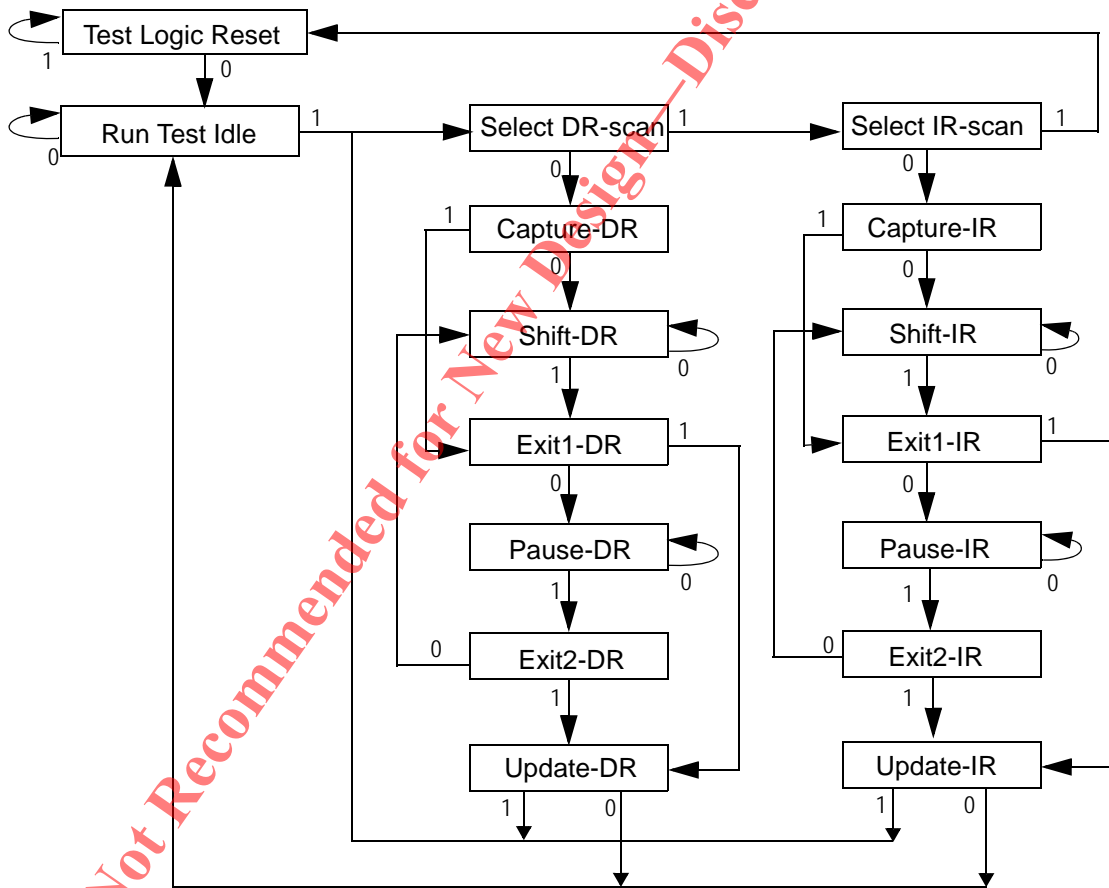 Test Logic Reset
1
0
Run Test Idle
0
1
Select DR-scan
1
Select IR-scan
1
0
0
1
Capture-DR
1
Capture-IR
0
0
Shift-DR
0
Shift-IR
0
1
1
Exit1-DR
1
Exit1-IR
1
0
0
Pause-DR
0
Pause-IR
0
1
1
0
Exit2-DR
0
Exit2-IR
1
1
Update-DR
Update-IR
1
0
1
0
Not Recommended for New Design—Disc